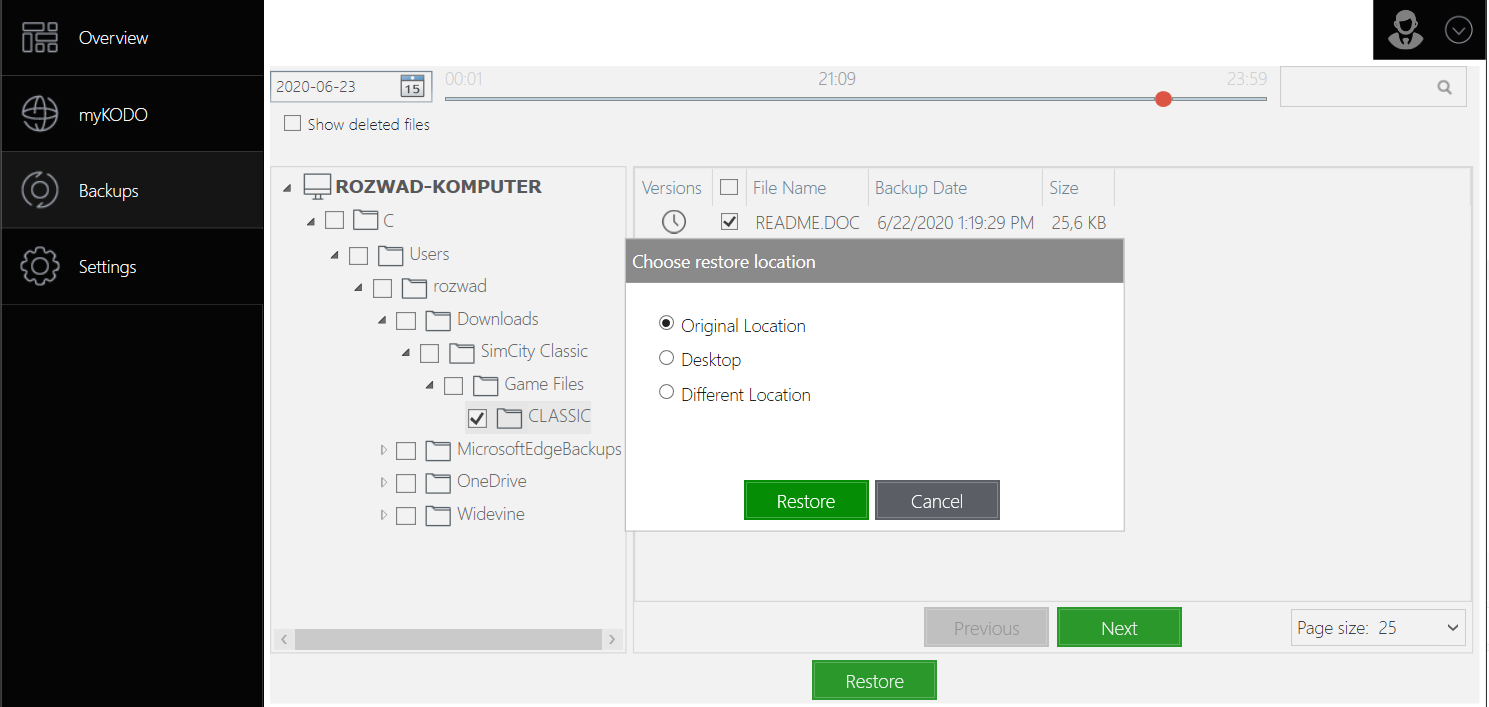 Overview
myKODO
Backups
Settings
2020-06-23
15
00:01
21:09
23:59
Show deleted files
ROZWAD-KOMPUTER
C
Users
rozwad
Downloads
SimCity Classic
Game Files
CLASSIC
MicrosoftEdgeBackups
OneDrive
Widevine
Versions File Name Backup Date Size
README.DOC 6/22/2020 1:19:29 PM 25,6 KB
Choose restore location
Original Location
Desktop
Different Location
Restore Cancel
Previous Next Page size: 25
Restore